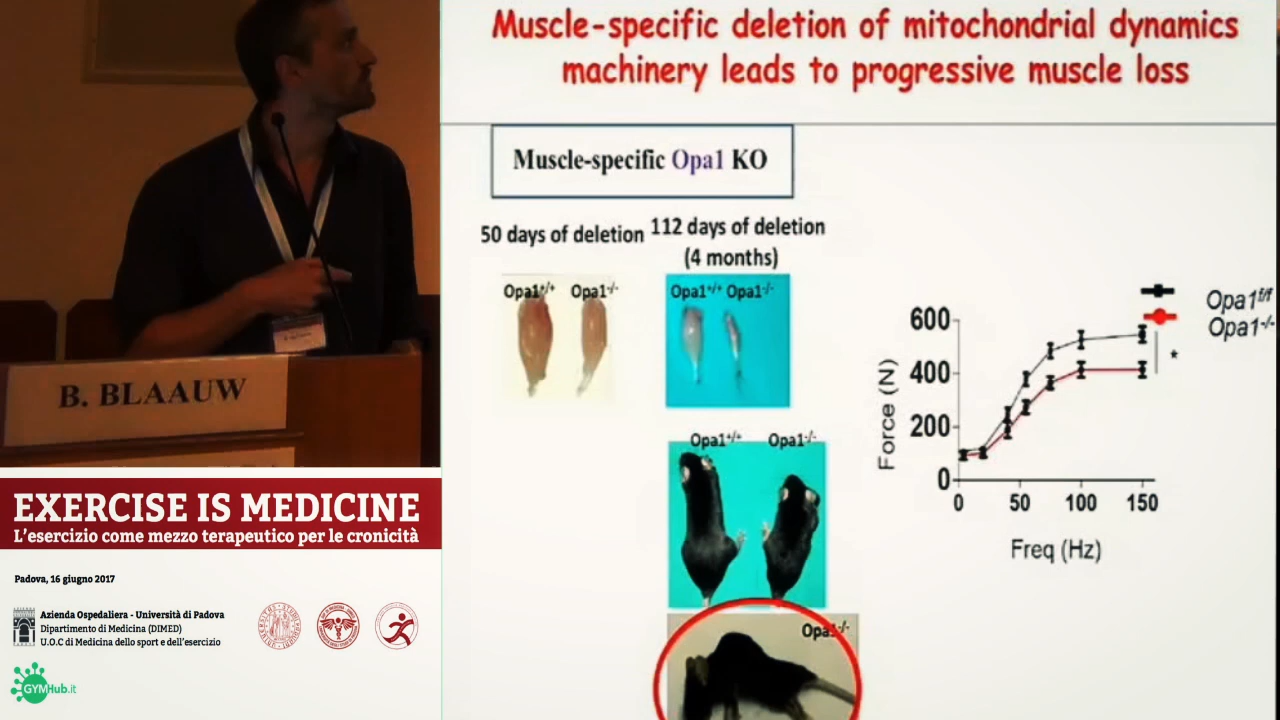 Muscle-specific deletion of mitochondrial dynamics
machinery leads to progressive muscle loss
Muscle-specific Opa1 KO
50 days of deletion
112 days of deletion
(4 months)
Opa1+/+ Opa1-/-
Opa1+/+ Opa1-/-
Opa1+/+ Opa1-/-
Opa1-/-
Opa1f/f
Opa1-/-
*
Force (N)
600
400
200
0
0 50 100 150
Freq (Hz)
B. BLAAUW
EXERCISE IS MEDICINE
L'esercizio come mezzo terapeutico per le cronicità
Padova, 16 giugno 2017
Azienda Ospedaliera - Università di Padova
Dipartimento di Medicina (DIMED)
U.O.C di Medicina dello sport e dell'esercizio
GYMHub.it